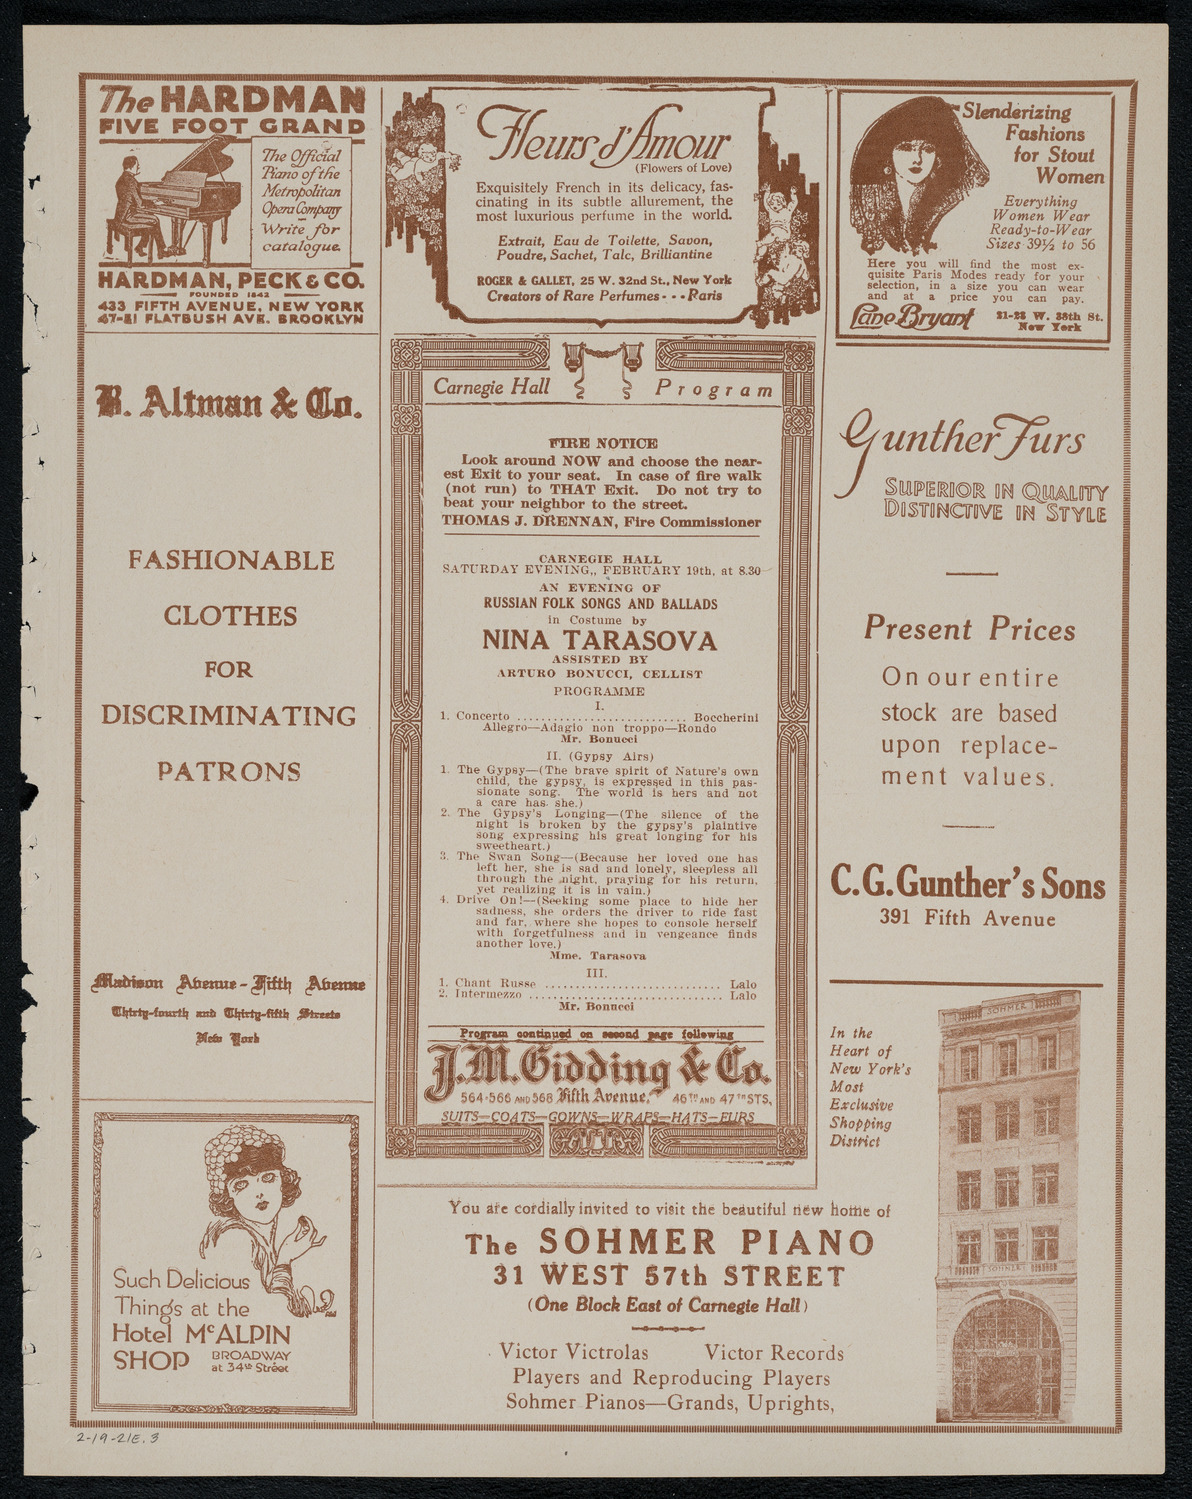 The HARDMAN
FIVE FOOT GRAND
The Official
Piano of the
Metropolitan
Opera Company
Write for
catalogue.
HARDMAN, PECK & CO.
FOUNDED 1842
433 FIFTH AVENUE, NEW YORK
47-51 FLATBUSH AVE. BROOKLYN
Fleurs d'Amour
(Flowers of Love)
Exquisitely French in its delicacy, fas-
cinating in its subtle allurement, the
most luxurious perfume in the world.
Extrait, Eau de Toilette, Savon,
Poudre, Sachet, Talc, Brilliantine
ROGER & GALLET, 25 W. 32nd St., New York
Creators of Rare Perfumes - - - Paris
Slenderizing
Fashions
for Stout
Women
Everything
Women Wear
Ready-to-Wear
Sizes 39½ to 56
Here you will find the most ex-
quisite Paris Modes ready for your
selection, in a size you can wear
and at a price you can pay.
Lane Bryant
21-23 W. 38th St.
New York
B. Altman & Co.
FASHIONABLE
CLOTHES
FOR
DISCRIMINATING
PATRONS
Madison Avenue - Fifth Avenue
Thirty-fourth and Thirty-fifth Streets
New York
Such Delicious
Things at the
Hotel McALPIN
SHOP BROADWAY
at 34th Street
Carnegie Hall Program
FIRE NOTICE
Look around NOW and choose the near-
est Exit to your seat. In case of fire walk
(not run) to THAT Exit. Do not try to
beat your neighbor to the street.
THOMAS J. DRENNAN, Fire Commissioner
CARNEGIE HALL
SATURDAY EVENING,, FEBRUARY 19th, at 8.30
AN EVENING OF
RUSSIAN FOLK SONGS AND BALLADS
in Costume by
NINA TARASOVA
ASSISTED BY
ARTURO BONUCCI, CELLIST
PROGRAMME
I.
1. Concerto .......................... Boccherini
Allegro—Adagio non troppo—Rondo
Mr. Bonucci
II. (Gypsy Airs)
1. The Gypsy—(The brave spirit of Nature's own
child, the gypsy, is expressed in this pas-
sionate song. The world is hers and not
a care has she.)
2. The Gypsy's Longing—(The silence of the
night is broken by the gypsy's plaintive
song expressing his great longing for his
sweetheart.)
3. The Swan Song—(Because her loved one has
left her, she is sad and lonely, sleepless all
through the night, praying for his return,
yet realizing it is in vain.)
4. Drive On!—(Seeking some place to hide her
sadness, she orders the driver to ride fast
and far, where she hopes to console herself
with forgetfulness and in vengeance finds
another love.)
Mme. Tarasova
III.
1. Chant Russe ........................... Lalo
2. Intermezzo ............................. Lalo
Mr. Bonucci
Program continued on second page following
J.M. Gidding & Co.
564-566 AND 568 Fifth Avenue, 46TH AND 47TH STS.
SUITS—COATS—GOWNS—WRAPS—HATS—FURS
Gunther Furs
SUPERIOR IN QUALITY
DISTINCTIVE IN STYLE
Present Prices
On our entire
stock are based
upon replace-
ment values.
C.G. Gunther's Sons
391 Fifth Avenue
In the
Heart of
New York's
Most
Exclusive
Shopping
District
SOHMER
SOHMER
You are cordially invited to visit the beautiful new home of
The SOHMER PIANO
31 WEST 57th STREET
(One Block East of Carnegie Hall)
Victor Victrolas Victor Records
Players and Reproducing Players
Sohmer Pianos—Grands, Uprights,
2-19-21E.3